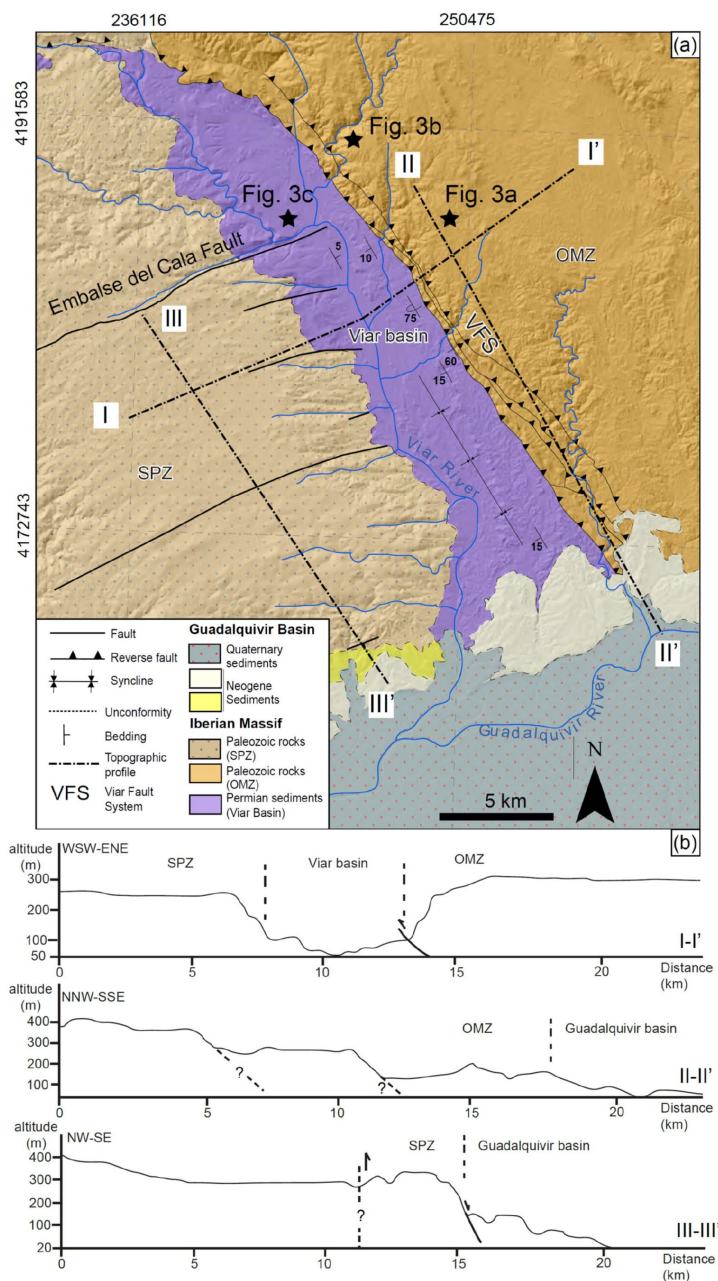 236116 250475
(a)
4191583
4172743
Fig. 3b
II
I'
Fig. 3c
Fig. 3a
OMZ
Embalse del Cala Fault
5
10
III
75
VFS
Viar basin
60
15
I
Viar River
SPZ
15
II'
III'
Guadalquivir River
N
5 km
Fault
Reverse fault
Syncline
Unconformity
Bedding
Topographic
profile
VFS Viar Fault
System
Guadalquivir Basin
Quaternary
sediments
Neogene
Sediments
Iberian Massif
Paleozoic rocks
(SPZ)
Paleozoic rocks
(OMZ)
Permian sediments
(Viar Basin)
(b)
altitude
(m)
WSW-ENE
SPZ Viar basin OMZ
300
200
100
50
I-I'
0 5 10 15 20 Distance
(km)
altitude
(m)
NNW-SSE
OMZ Guadalquivir basin
400
300
200
100
? ?
II-II'
0 5 10 15 20 Distance
(km)
altitude
(m)
NW-SE
SPZ Guadalquivir basin
400
300
200
100
20
?
III-III'
0 5 10 15 20 Distance
(km)